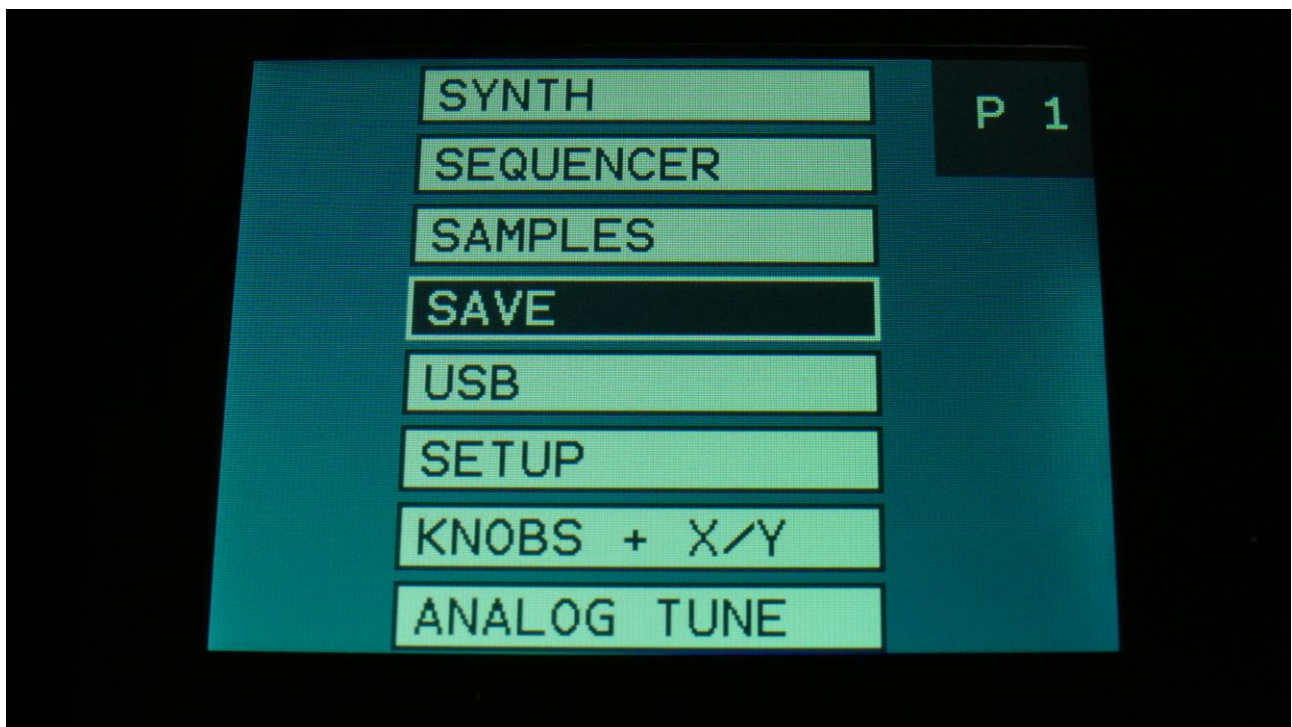 SYNTH
P 1
SEQUENCER
SAMPLES
SAVE
USB
SETUP
KNOBS + X/Y
ANALOG TUNE